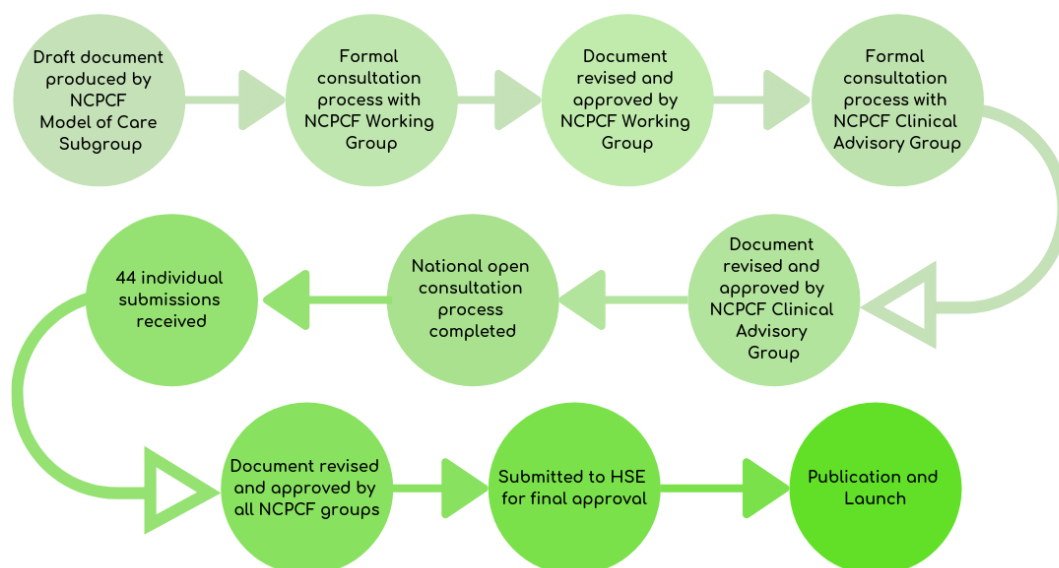 Draft document
produced by
NCPCF
Model of Care
Subgroup
Formal
consultation
process with
NCPCF Working
Group
Document
revised and
approved by
NCPCF Working
Group
Formal
consultation
process with
NCPCF Clinical
Advisory Group
Document
revised and
approved by
NCPCF Clinical
Advisory
Group
National open
consultation
process
completed
44 individual
submissions
received
Document revised
and approved by
all NCPCF groups
Submitted to HSE
for final approval
Publication and
Launch